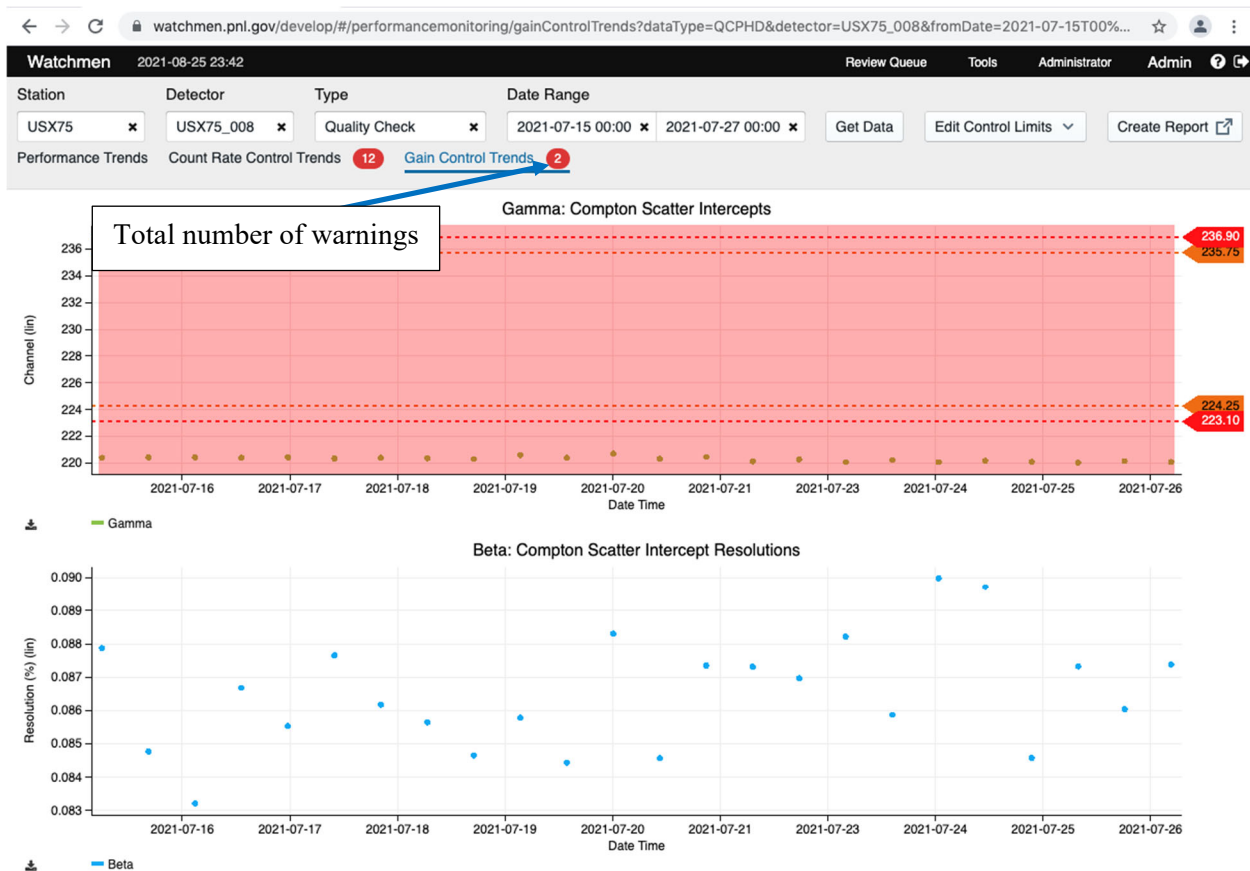 watchmen.pnl.gov/develop/#/performancemonitoring/gainControlTrends?dataType=QCPHD&detector=USX75_008&fromDate=2021-07-15T00%...
Watchmen 2021-08-25 23:42 Review Queue Tools Administrator Admin
Station Detector Type Date Range
USX75 USX75_008 Quality Check 2021-07-15 00:00 2021-07-27 00:00 Get Data Edit Control Limits Create Report
Performance Trends Count Rate Control Trends 12 Gain Control Trends 2
Total number of warnings
Gamma: Compton Scatter Intercepts
236.90
235.75
236
234
232
230
228
226
224
222
220
Channel (lin)
224.25
223.10
2021-07-16 2021-07-17 2021-07-18 2021-07-19 2021-07-20 2021-07-21 2021-07-23 2021-07-24 2021-07-25 2021-07-26
Date Time
Gamma
Beta: Compton Scatter Intercept Resolutions
0.090
0.089
0.088
0.087
0.086
0.085
0.084
0.083
Resolution (%) (lin)
2021-07-16 2021-07-17 2021-07-18 2021-07-19 2021-07-20 2021-07-21 2021-07-23 2021-07-24 2021-07-25 2021-07-26
Date Time
Beta